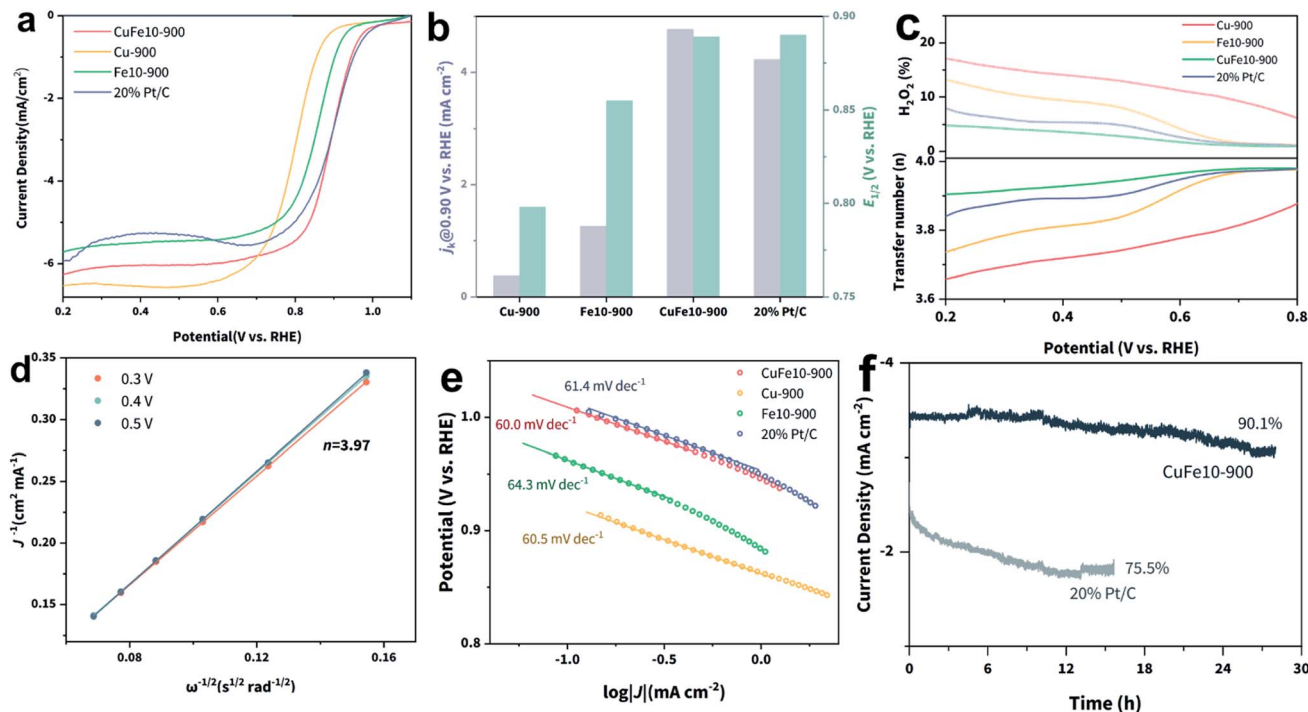 a
CuFe10-900
Cu-900
Fe10-900
20% Pt/C
0
-2
-4
-6
Current Density(mA/cm²)
0.2 0.4 0.6 0.8 1.0
Potential(V vs. RHE)
b
jk@0.90 V vs. RHE (mA cm⁻²)
4
2
0
0.90
0.85
0.80
0.75
E1/2 (V vs. RHE)
Cu-900 Fe10-900 CuFe10-900 20% Pt/C
c
Cu-900
Fe10-900
CuFe10-900
20% Pt/C
H₂O₂ (%)
20
10
0
Transfer number (n)
4.0
3.8
3.6
0.2 0.4 0.6 0.8
Potential (V vs. RHE)
d
0.3 V
0.4 V
0.5 V
n=3.97
J⁻¹(cm² mA⁻¹)
0.35
0.30
0.25
0.20
0.15
0.08 0.12 0.16
ω⁻¹/²(s¹/² rad⁻¹/²)
e
CuFe10-900
Cu-900
Fe10-900
20% Pt/C
61.4 mV dec⁻¹
60.0 mV dec⁻¹
64.3 mV dec⁻¹
60.5 mV dec⁻¹
Potential (V vs. RHE)
1.0
0.9
0.8
-1.0 -0.5 0.0
log|J|(mA cm⁻²)
f
Current Density (mA cm⁻²)
-4
-2
90.1%
CuFe10-900
75.5%
20% Pt/C
0 6 12 18 24 30
Time (h)